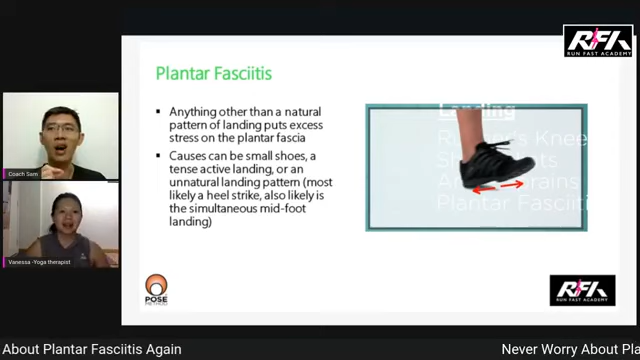 RFA
RUN FAST ACADEMY
Plantar Fasciitis
▪ Anything other than a natural
pattern of landing puts excess
stress on the plantar fascia
▪ Causes can be small shoes, a
tense active landing, or an
unnatural landing pattern (most
likely a heel strike, also likely is
the simultaneous mid-foot
landing)
Landing
Plantar Fasciiti
Coach Sam
Vanessa -Yoga therapist
POSE
METHOD
RFA
RUN FAST ACADEMY
About Plantar Fasciitis Again
Never Worry About Pla